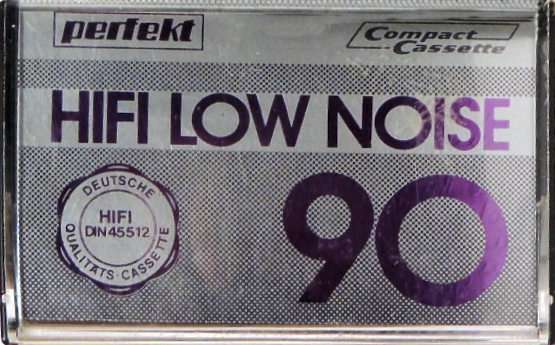 perfekt
Compact
Cassette
HIFI LOW NOISE
DEUTSCHE
HIFI
DIN 45512
QUALITÄTS-CASSETTE
90